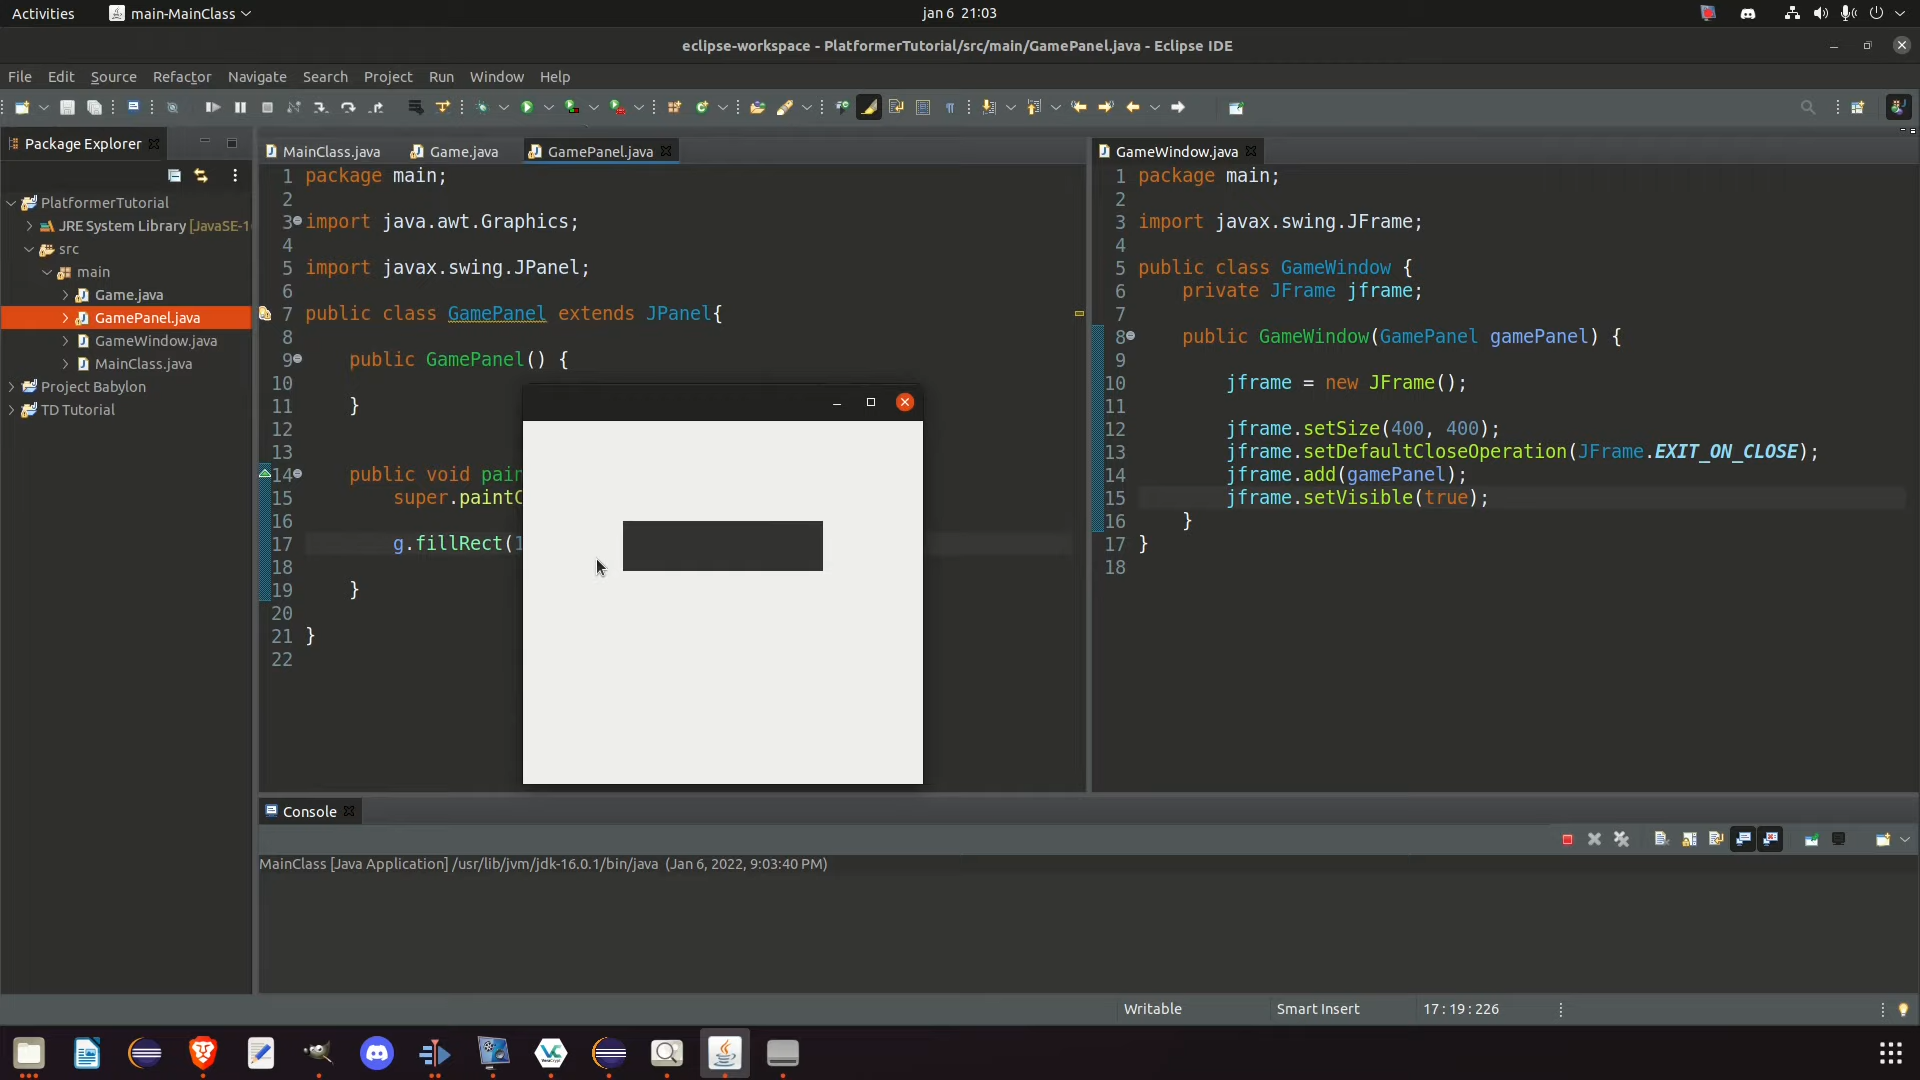 Activities
main-MainClass
jan 6 21:03
eclipse-workspace - PlatformerTutorial/src/main/GamePanel.java - Eclipse IDE
File Edit Source Refactor Navigate Search Project Run Window Help
Package Explorer
PlatformerTutorial
JRE System Library [JavaSE-1
src
main
Game.java
GamePanel.java
GameWindow.java
MainClass.java
Project Babylon
TD Tutorial
MainClass.java Game.java GamePanel.java
1 package main;
2
3 import java.awt.Graphics;
4
5 import javax.swing.JPanel;
6
7 public class GamePanel extends JPanel{
8
9 public GamePanel() {
10
11 }
12
13
14 public void pain
15 super.paintC
16
17 g.fillRect(1
18
19 }
20
21 }
22
GameWindow.java
1 package main;
2
3 import javax.swing.JFrame;
4
5 public class GameWindow {
6 private JFrame jframe;
7
8 public GameWindow(GamePanel gamePanel) {
9
10 jframe = new JFrame();
11
12 jframe.setSize(400, 400);
13 jframe.setDefaultCloseOperation(JFrame.EXIT_ON_CLOSE);
14 jframe.add(gamePanel);
15 jframe.setVisible(true);
16 }
17 }
18
Console
MainClass [Java Application] /usr/lib/jvm/jdk-16.0.1/bin/java (Jan 6, 2022, 9:03:40 PM)
Writable Smart Insert 17 : 19 : 226